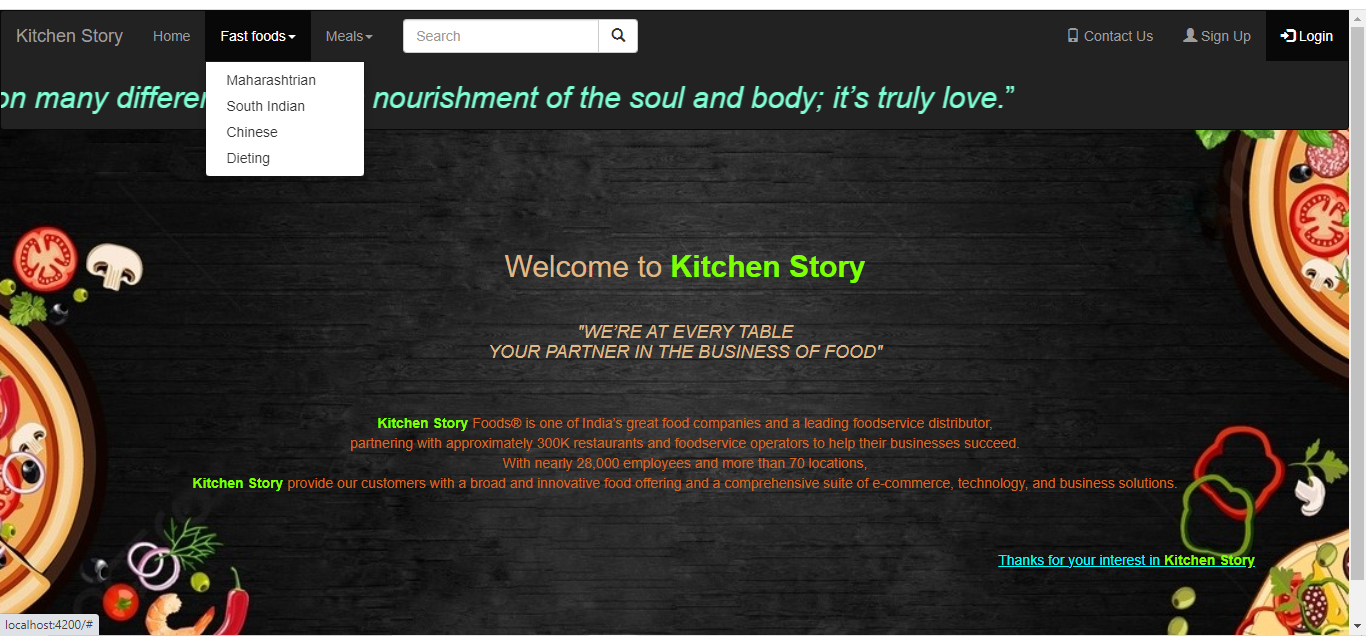 Kitchen Story Home Fast foods Meals Search Contact Us Sign Up Login
on many differen nourishment of the soul and body; it’s truly love.”
Maharashtrian
South Indian
Chinese
Dieting
Welcome to Kitchen Story
"WE’RE AT EVERY TABLE
YOUR PARTNER IN THE BUSINESS OF FOOD"
Kitchen Story Foods® is one of India's great food companies and a leading foodservice distributor,
partnering with approximately 300K restaurants and foodservice operators to help their businesses succeed.
With nearly 28,000 employees and more than 70 locations,
Kitchen Story provide our customers with a broad and innovative food offering and a comprehensive suite of e-commerce, technology, and business solutions.
Thanks for your interest in Kitchen Story
localhost:4200/#